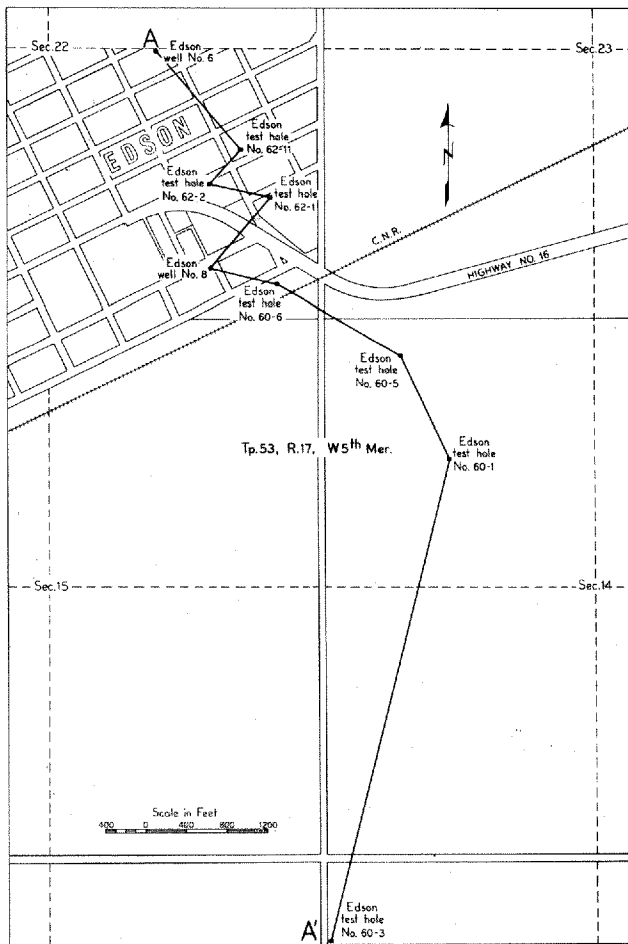 Sec.22
A
Edson
well No. 6
Sec.23
Edson
test hole
No. 62-11
EDSON
N
Edson
test hole
No. 62-2
Edson
test hole
No. 62-1
C.N.R.
Edson
well No. 8
HIGHWAY NO. 16
Edson
test hole
No. 60-6
Edson
test hole
No. 60-5
Tp.53, R.17, W5th Mer.
Edson
test hole
No. 60-1
Sec.15
Sec.14
Scale in Feet
400 0 400 800 1200
A'
Edson
test hole
No. 60-3